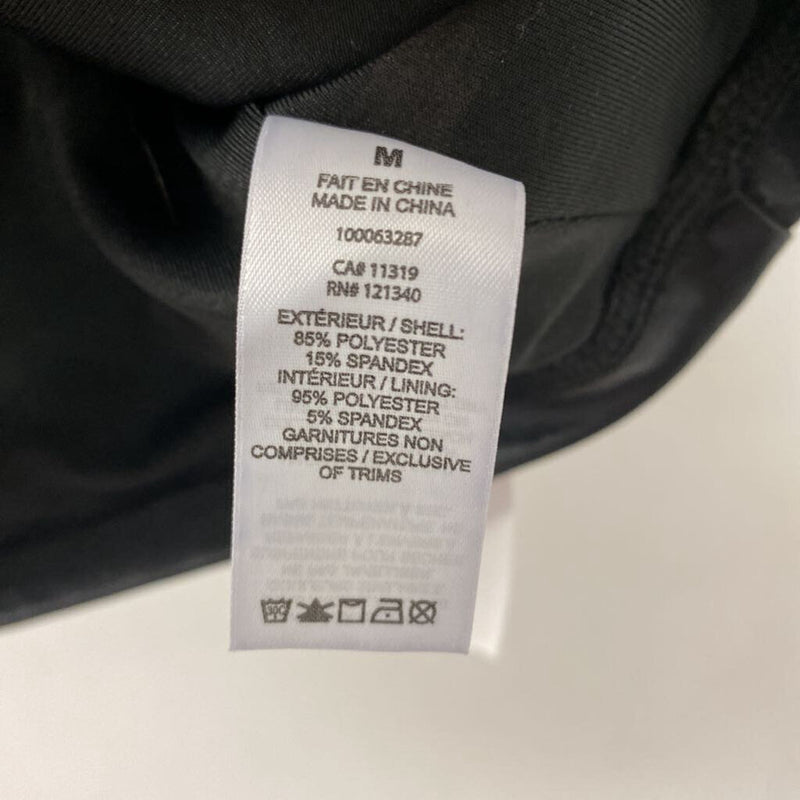 M
FAIT EN CHINE
MADE IN CHINA
100063287
CA# 11319
RN# 121340
EXTÉRIEUR / SHELL:
85% POLYESTER
15% SPANDEX
INTÉRIEUR / LINING:
95% POLYESTER
5% SPANDEX
GARNITURES NON
COMPRISES / EXCLUSIVE
OF TRIMS
30C